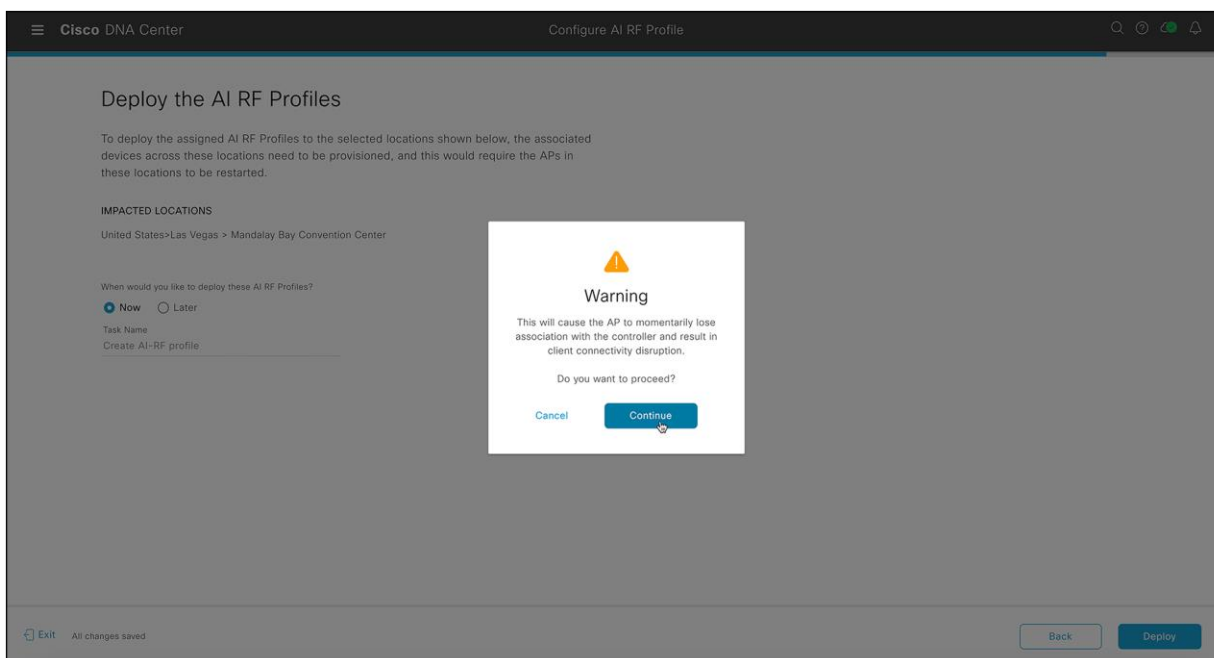 Cisco DNA Center
Configure AI RF Profile
Deploy the AI RF Profiles
To deploy the assigned AI RF Profiles to the selected locations shown below, the associated
devices across these locations need to be provisioned, and this would require the APs in
these locations to be restarted.
IMPACTED LOCATIONS
United States>Las Vegas > Mandalay Bay Convention Center
When would you like to deploy these AI RF Profiles?
Now Later
Task Name
Create AI-RF profile
Warning
This will cause the AP to momentarily lose
association with the controller and result in
client connectivity disruption.
Do you want to proceed?
Cancel Continue
Exit All changes saved
Back Deploy